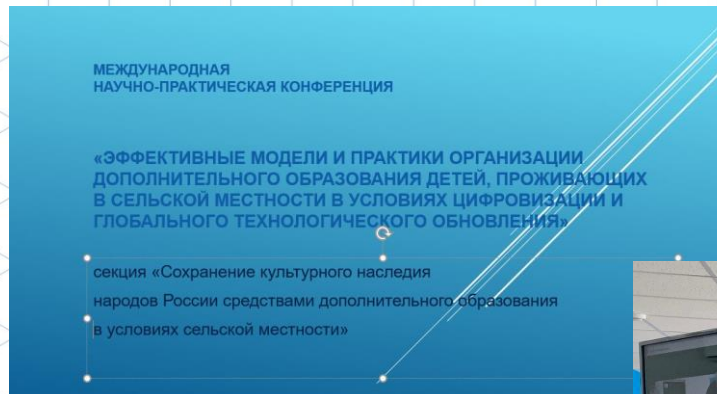 МЕЖДУНАРОДНАЯ
НАУЧНО-ПРАКТИЧЕСКАЯ КОНФЕРЕНЦИЯ
«ЭФФЕКТИВНЫЕ МОДЕЛИ И ПРАКТИКИ ОРГАНИЗАЦИИ
ДОПОЛНИТЕЛЬНОГО ОБРАЗОВАНИЯ ДЕТЕЙ, ПРОЖИВАЮЩИХ
В СЕЛЬСКОЙ МЕСТНОСТИ В УСЛОВИЯХ ЦИФРОВИЗАЦИИ И
ГЛОБАЛЬНОГО ТЕХНОЛОГИЧЕСКОГО ОБНОВЛЕНИЯ»
секция «Сохранение культурного наследия
народов России средствами дополнительного образования
в условиях сельской местности»